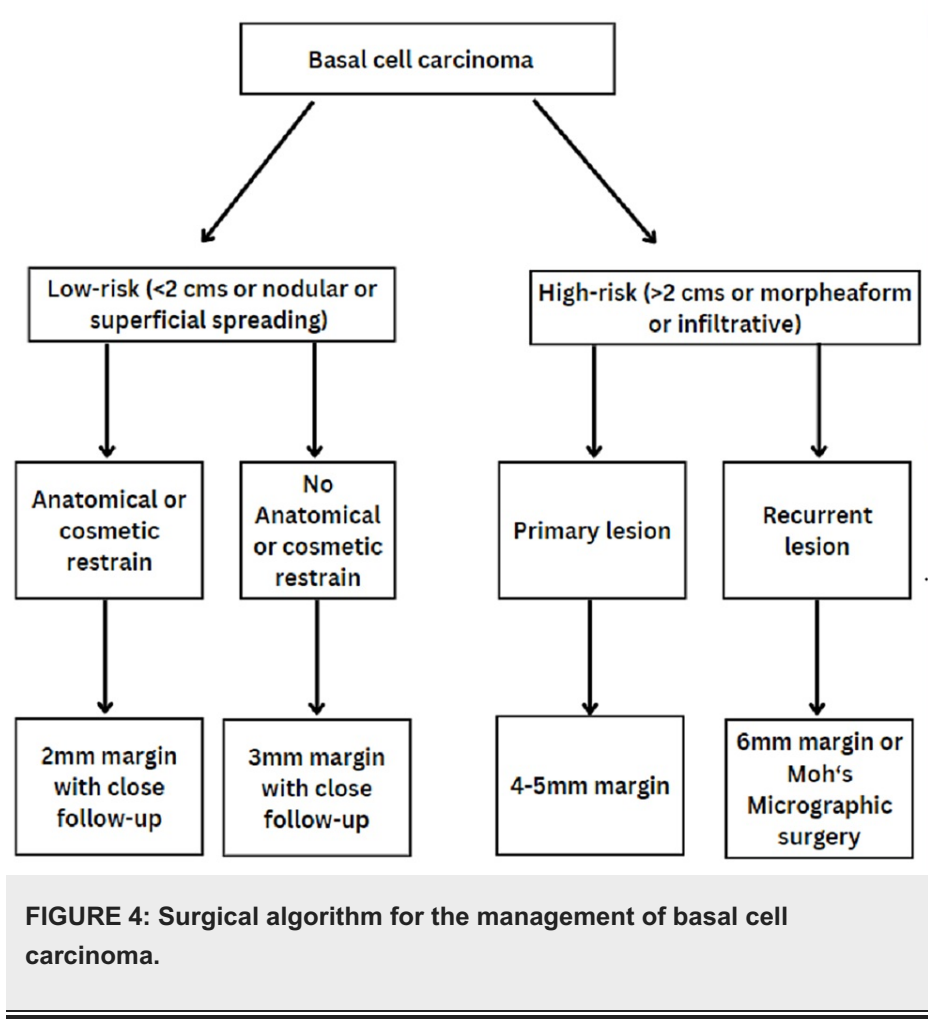 Basal cell carcinoma
Low-risk (<2 cms or nodular or
superficial spreading)
High-risk (>2 cms or morpheaform
or infiltrative)
Anatomical or
cosmetic
restrain
No
Anatomical
or cosmetic
restrain
Primary lesion
Recurrent
lesion
2mm margin
with close
follow-up
3mm margin
with close
follow-up
4-5mm margin
6mm margin or
Moh‘s
Micrographic
surgery
FIGURE 4: Surgical algorithm for the management of basal cell
carcinoma.